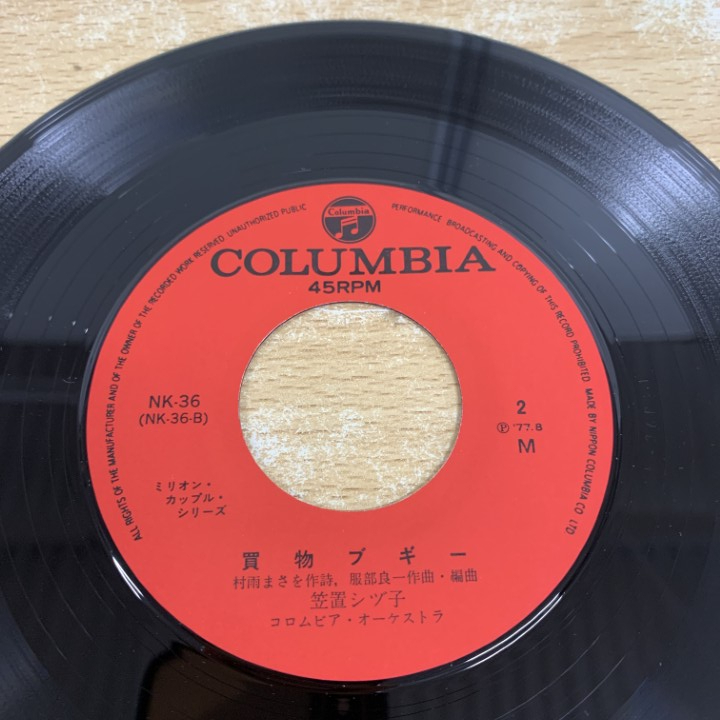 ALL RIGHTS OF THE MANUFACTURER AND OF THE OWNER OF THE RECORDED WORK RESERVED. UNAUTHORIZED PUBLIC PERFORMANCE BROADCASTING AND COPYING OF THIS RECORD PROHIBITED MADE BY NIPPON COLUMBIA CO. LTD
Columbia
COLUMBIA
45RPM
NK-36
(NK-36-B)
2
Ⓟ '77.8
M
ミリオン・
カップル・
シリーズ
買物ブギー
村雨まさを作詩，服部良一作曲・編曲
笠置シヅ子
コロムビア・オーケストラ